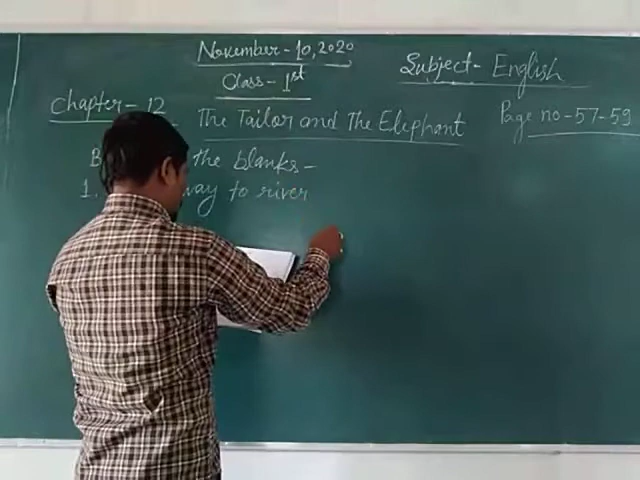 November - 10, 2020
Class - 1st
Subject - English
Chapter - 12
The Tailor and The Elephant
Page no - 57-59
B the blanks -
1. way to river